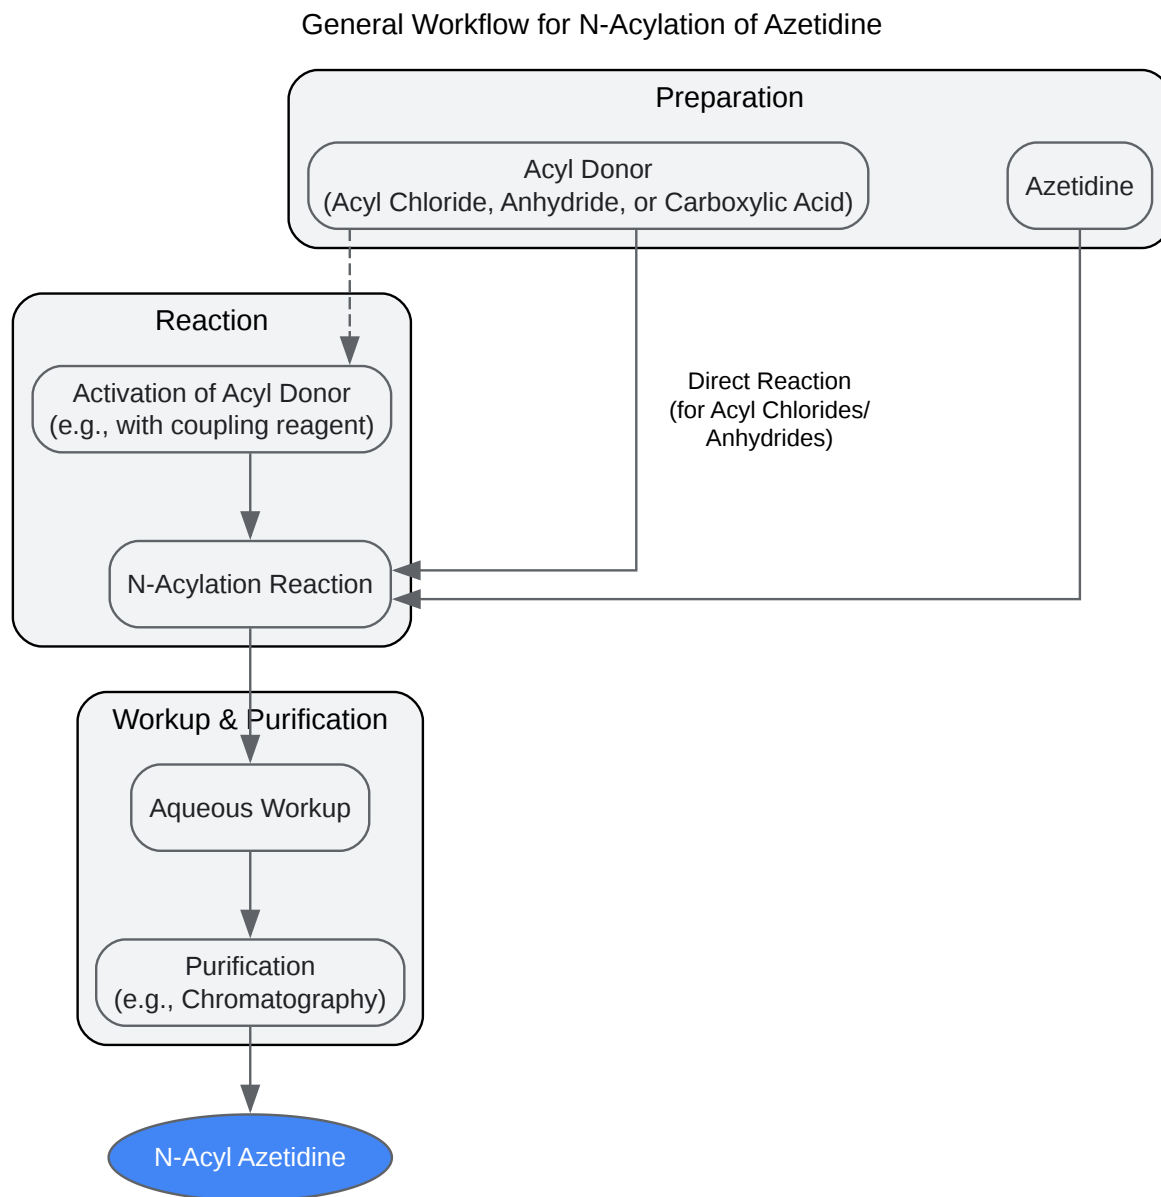 General Workflow for N-Acylation of Azetidine
Preparation
Acyl Donor
(Acyl Chloride, Anhydride, or Carboxylic Acid)
Azetidine
Reaction
Activation of Acyl Donor
(e.g., with coupling reagent)
Direct Reaction
(for Acyl Chlorides/
Anhydrides)
N-Acylation Reaction
Workup & Purification
Aqueous Workup
Purification
(e.g., Chromatography)
N-Acyl Azetidine